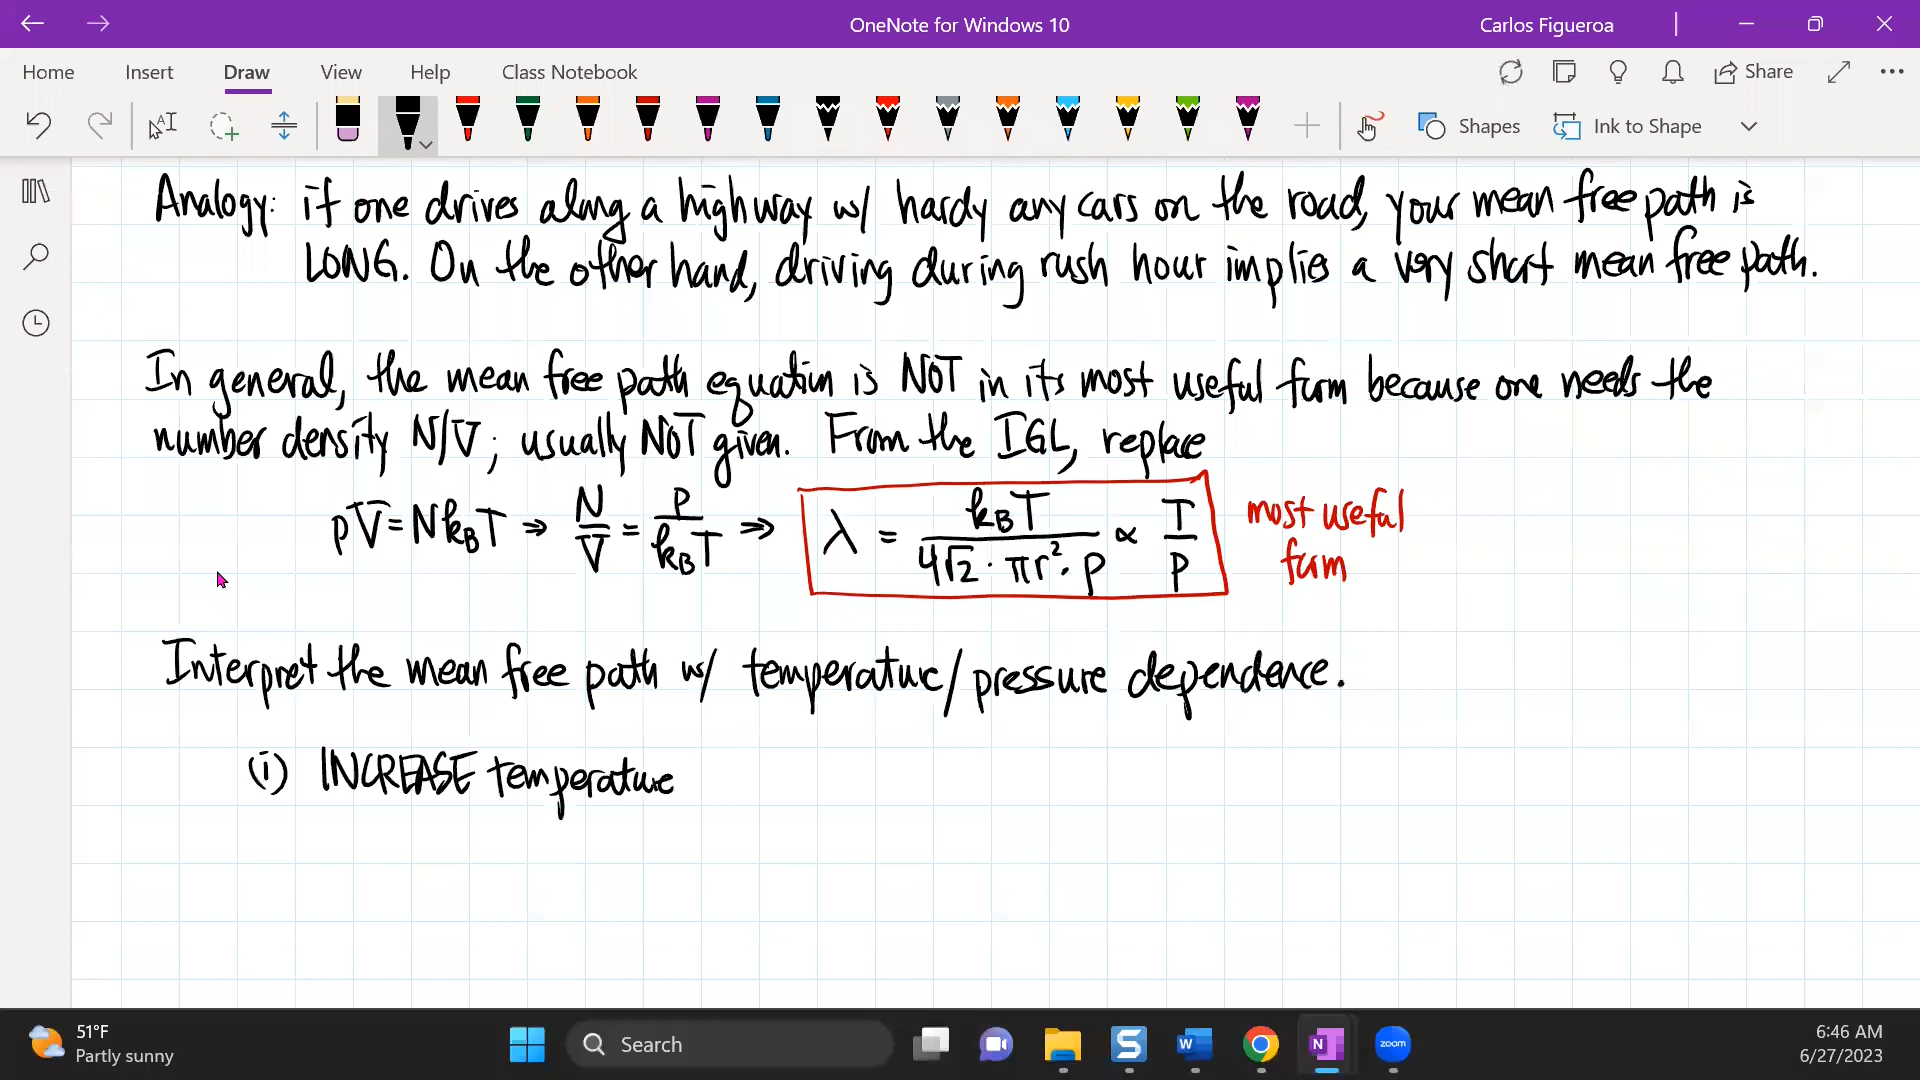 OneNote for Windows 10
Carlos Figueroa
Home Insert Draw View Help Class Notebook
Share
Shapes Ink to Shape
Analogy: if one drives along a highway w/ hardy any cars on the road, your mean free path is
LONG. On the other hand, driving during rush hour implies a very short mean free path.
In general, the mean free path equation is NOT in its most useful form because one needs the
number density N/V; usually NOT given. From the IGL, replace
pV = Nk_BT ⇒ N/V = p/(k_BT) ⇒ λ = k_BT/(4√2 · πr² · p) ∝ T/p most useful
form
Interpret the mean free path w/ temperature/pressure dependence.
(i) INCREASE temperature
51°F
Partly sunny
Search
zoom
6:46 AM
6/27/2023